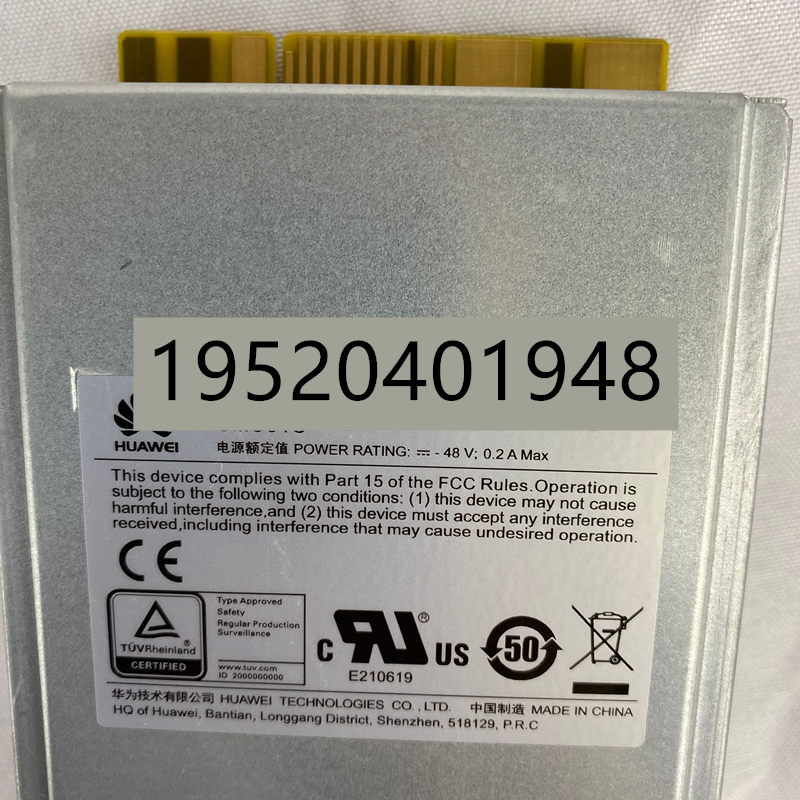 19520401948
HUAWEI
电源额定值 POWER RATING: ⎓ - 48 V; 0.2 A Max
This device complies with Part 15 of the FCC Rules.Operation is
subject to the following two conditions: (1) this device may not cause
harmful interference,and (2) this device must accept any interference
received,including interference that may cause undesired operation.
CE
TÜVRheinland ®
CERTIFIED
Type Approved
Safety
Regular Production
Surveillance
www.tuv.com
ID 2000000000
C RU ® US
E210619
50
华为技术有限公司 HUAWEI TECHNOLOGIES CO.,LTD. 中国制造 MADE IN CHINA
HQ of Huawei, Bantian, Longgang District, Shenzhen, 518129, P.R.C